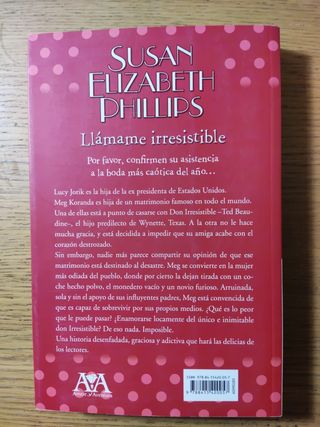 SUSAN
ELIZABETH
PHILLIPS
Llámame irresistible
Por favor, confirmen su asistencia
a la boda más caótica del año…
Lucy Jorik es la hija de la ex presidenta de Estados Unidos.
Meg Koranda es hija de un matrimonio famoso en todo el mundo.
Una de ellas está a punto de casarse con Don Irresistible –Ted Beau-
dine–, el hijo predilecto de Wynette, Texas. A la otra no le hace
mucha gracia, y está decidida a impedir que su amiga acabe con el
corazón destrozado.
Sin embargo, nadie más parece compartir su opinión de que ese
matrimonio está destinado al desastre. Meg se convierte en la mujer
más odiada del pueblo, donde por cierto la dejan tirada con un co-
che hecho polvo, el monedero vacío y un novio furioso. Arruinada,
sola y sin el apoyo de sus influyentes padres, Meg está convencida de
que es capaz de sobrevivir por sus propios medios. ¿Qué es lo peor
que le puede pasar? ¿Enamorarse locamente del único e inimitable
don Irresistible? De eso nada. Imposible.
Una historia desenfadada, graciosa y adictiva que hará las delicias de
los lectores.
AA
Amor y Aventura